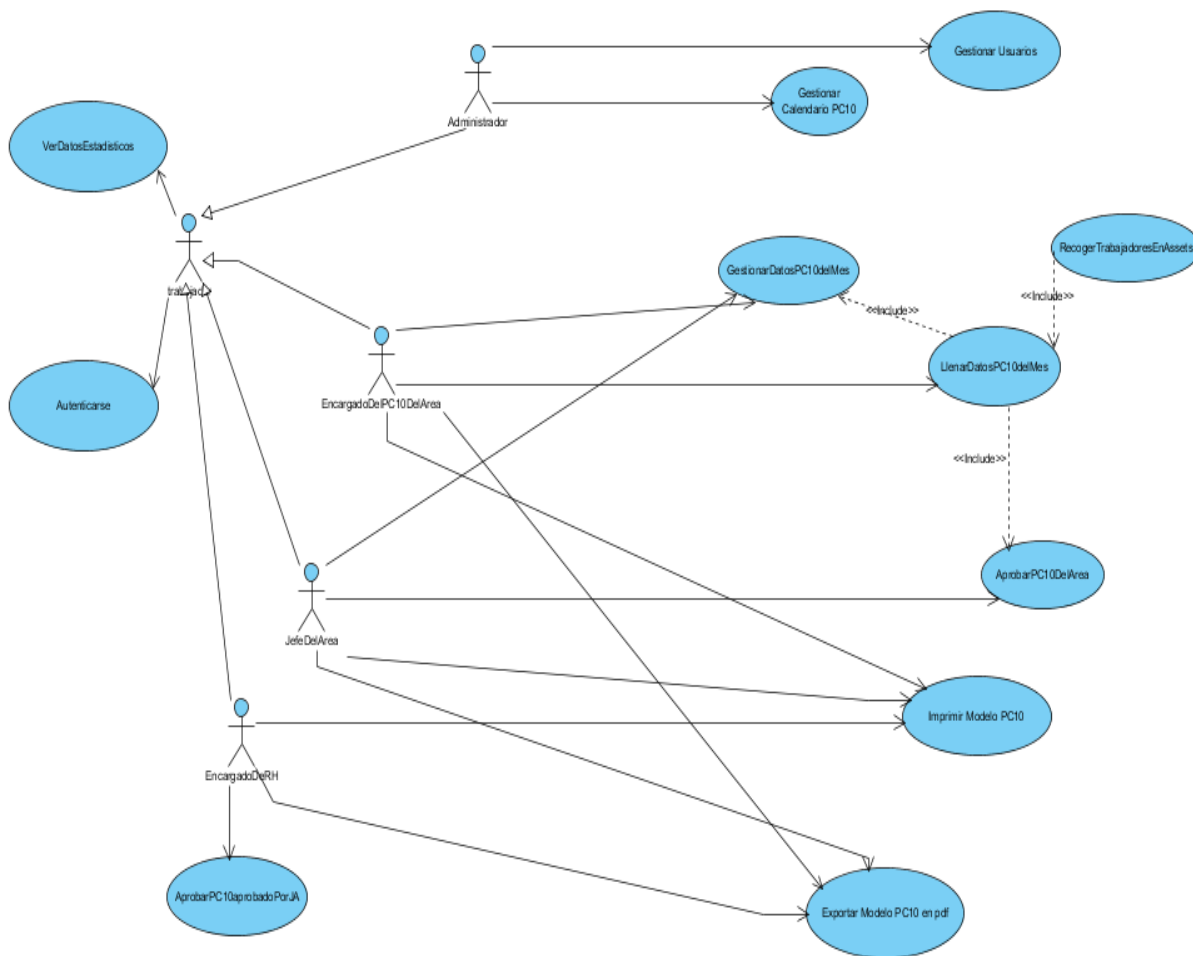 Gestionar Usuarios
Gestionar
Calendario PC10
Administrador
VerDatosEstadisticos
RecogerTrabajadoresEnAssets
GestionarDatosPC10delMes
<<Include>>
<<Include>>
LlenarDatosPC10delMes
EncargadoDelPC10DelArea
Autenticarse
<<Include>>
AprobarPC10DelArea
JefeDelArea
Imprimir Modelo PC10
EncargadoDeRH
AprobarPC10aprobadoPorJA
Exportar Modelo PC10 en pdf